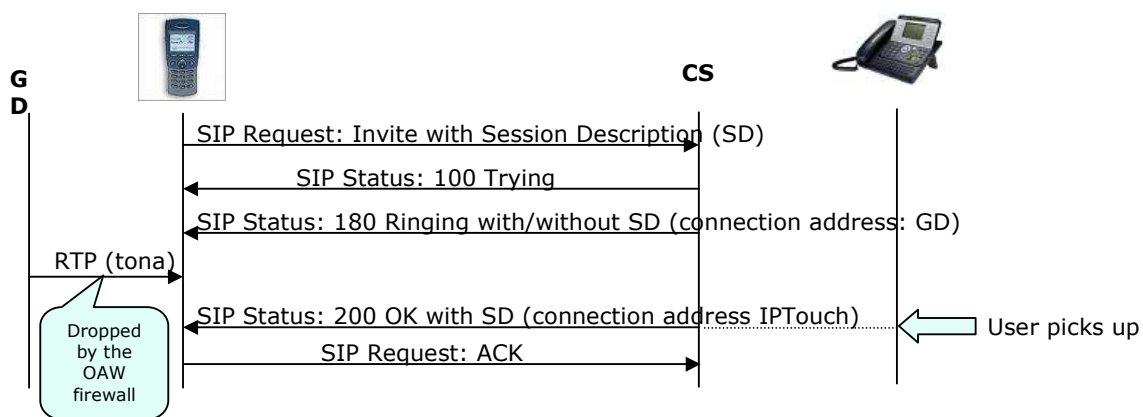 G
D
CS
SIP Request: Invite with Session Description (SD)
SIP Status: 100 Trying
SIP Status: 180 Ringing with/without SD (connection address: GD)
RTP (tona)
Dropped
by the
OAW
firewall
SIP Status: 200 OK with SD (connection address IPTouch)
User picks up
SIP Request: ACK